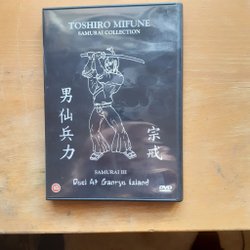 TOSHIRO MIFUNE
SAMURAI COLLECTION
男仙兵力
宗戒
SAMURAI III
Duel At Ganryu Island
DVD